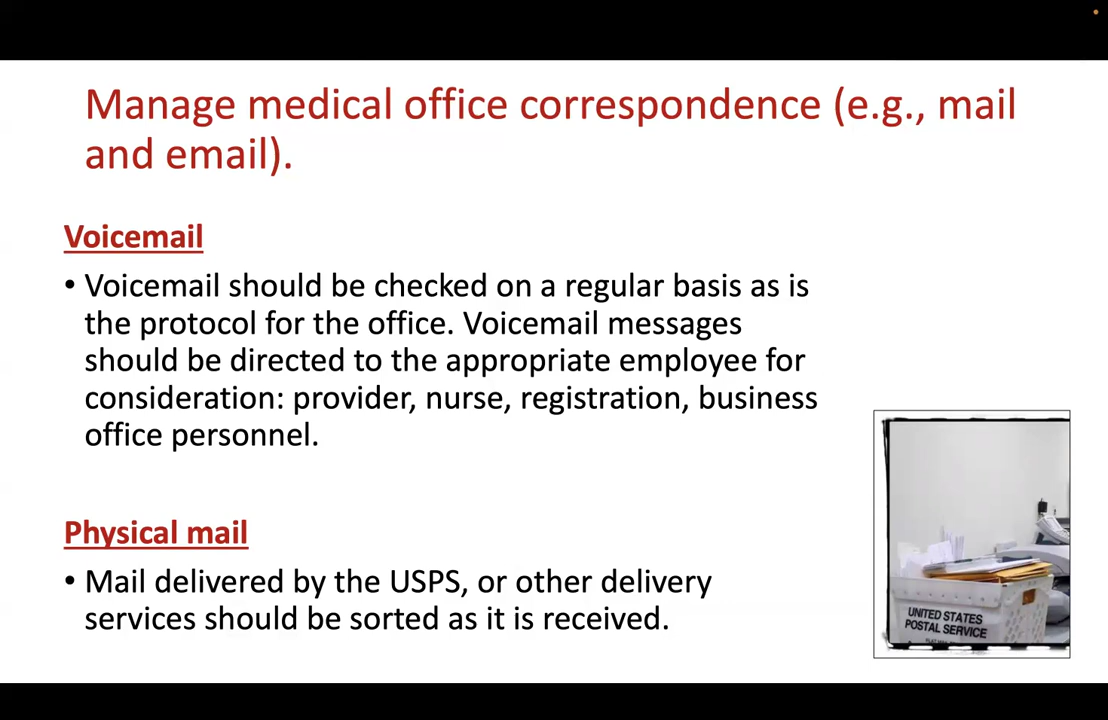 Manage medical office correspondence (e.g., mail
and email).
Voicemail
• Voicemail should be checked on a regular basis as is
the protocol for the office. Voicemail messages
should be directed to the appropriate employee for
consideration: provider, nurse, registration, business
office personnel.
Physical mail
• Mail delivered by the USPS, or other delivery
services should be sorted as it is received.
UNITED STATES
POSTAL SERVICE